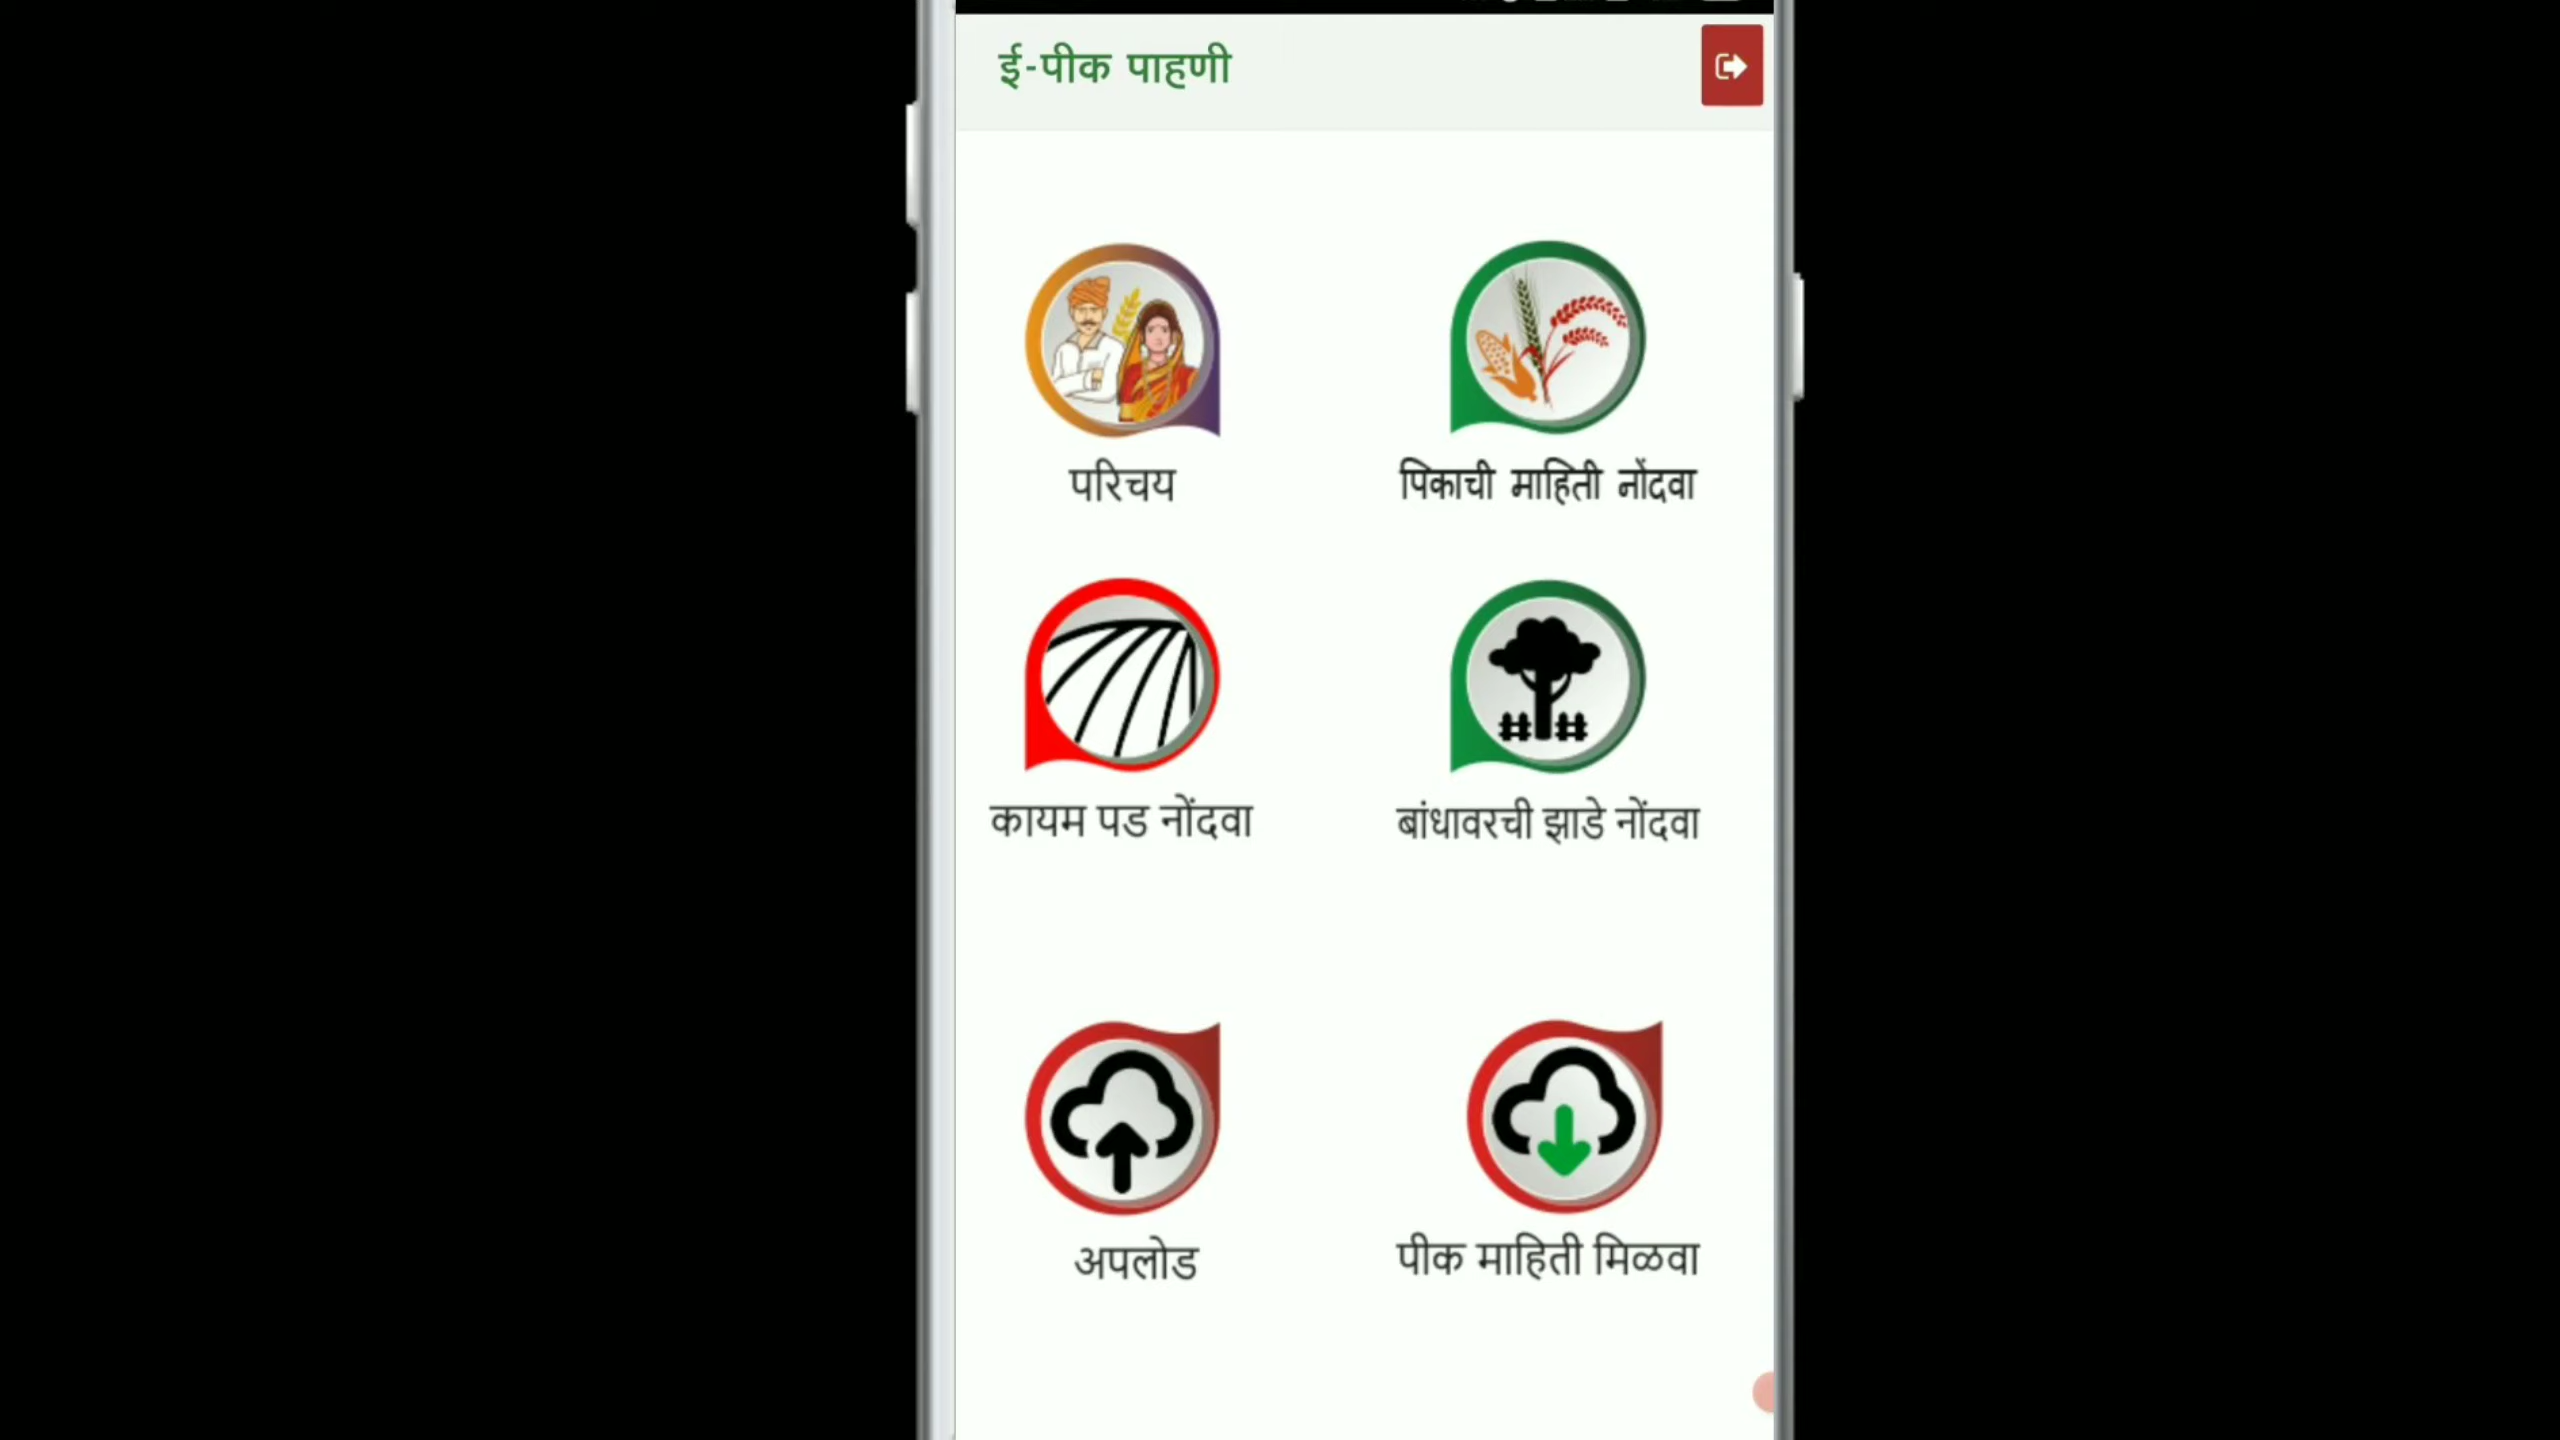 ई-पीक पाहणी
परिचय
पिकाची माहिती नोंदवा
कायम पड नोंदवा
बांधावरची झाडे नोंदवा
अपलोड
पीक माहिती मिळवा